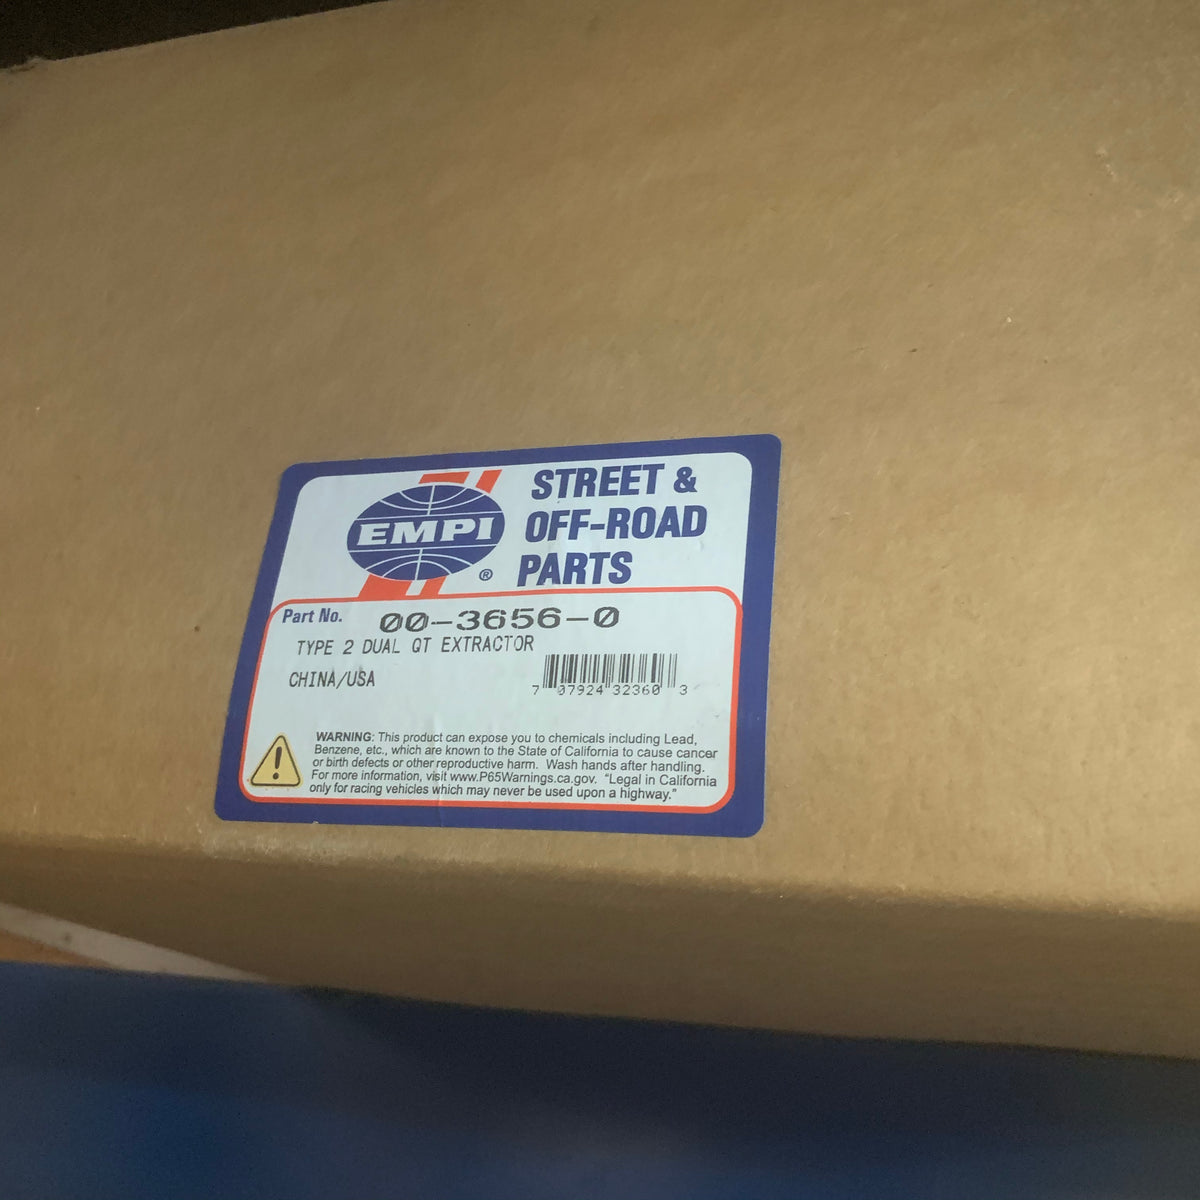 EMPI
®
STREET &
OFF-ROAD
PARTS
Part No. 00-3656-0
TYPE 2 DUAL QT EXTRACTOR
CHINA/USA
7 07924 32360 3
WARNING: This product can expose you to chemicals including Lead,
Benzene, etc., which are known to the State of California to cause cancer
or birth defects or other reproductive harm. Wash hands after handling.
For more information, visit www.P65Warnings.ca.gov. "Legal in California
only for racing vehicles which may never be used upon a highway."